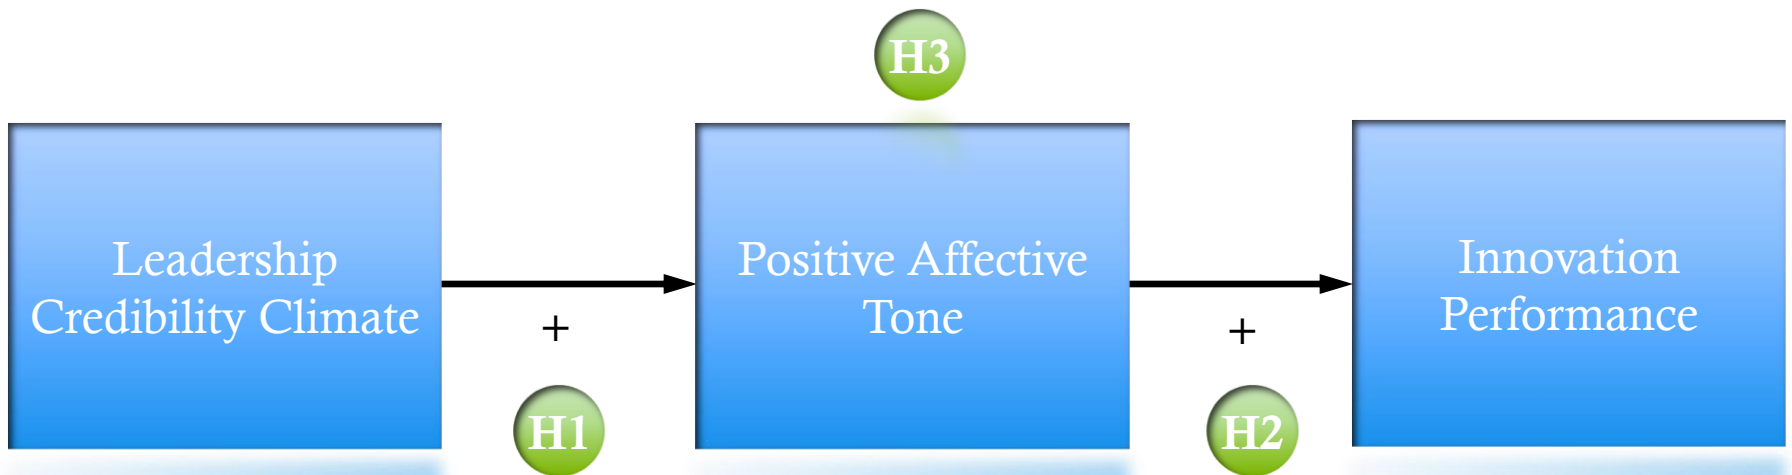 H3
Leadership
Credibility Climate
Positive Affective
Tone
Innovation
Performance
+
+
H1
H2